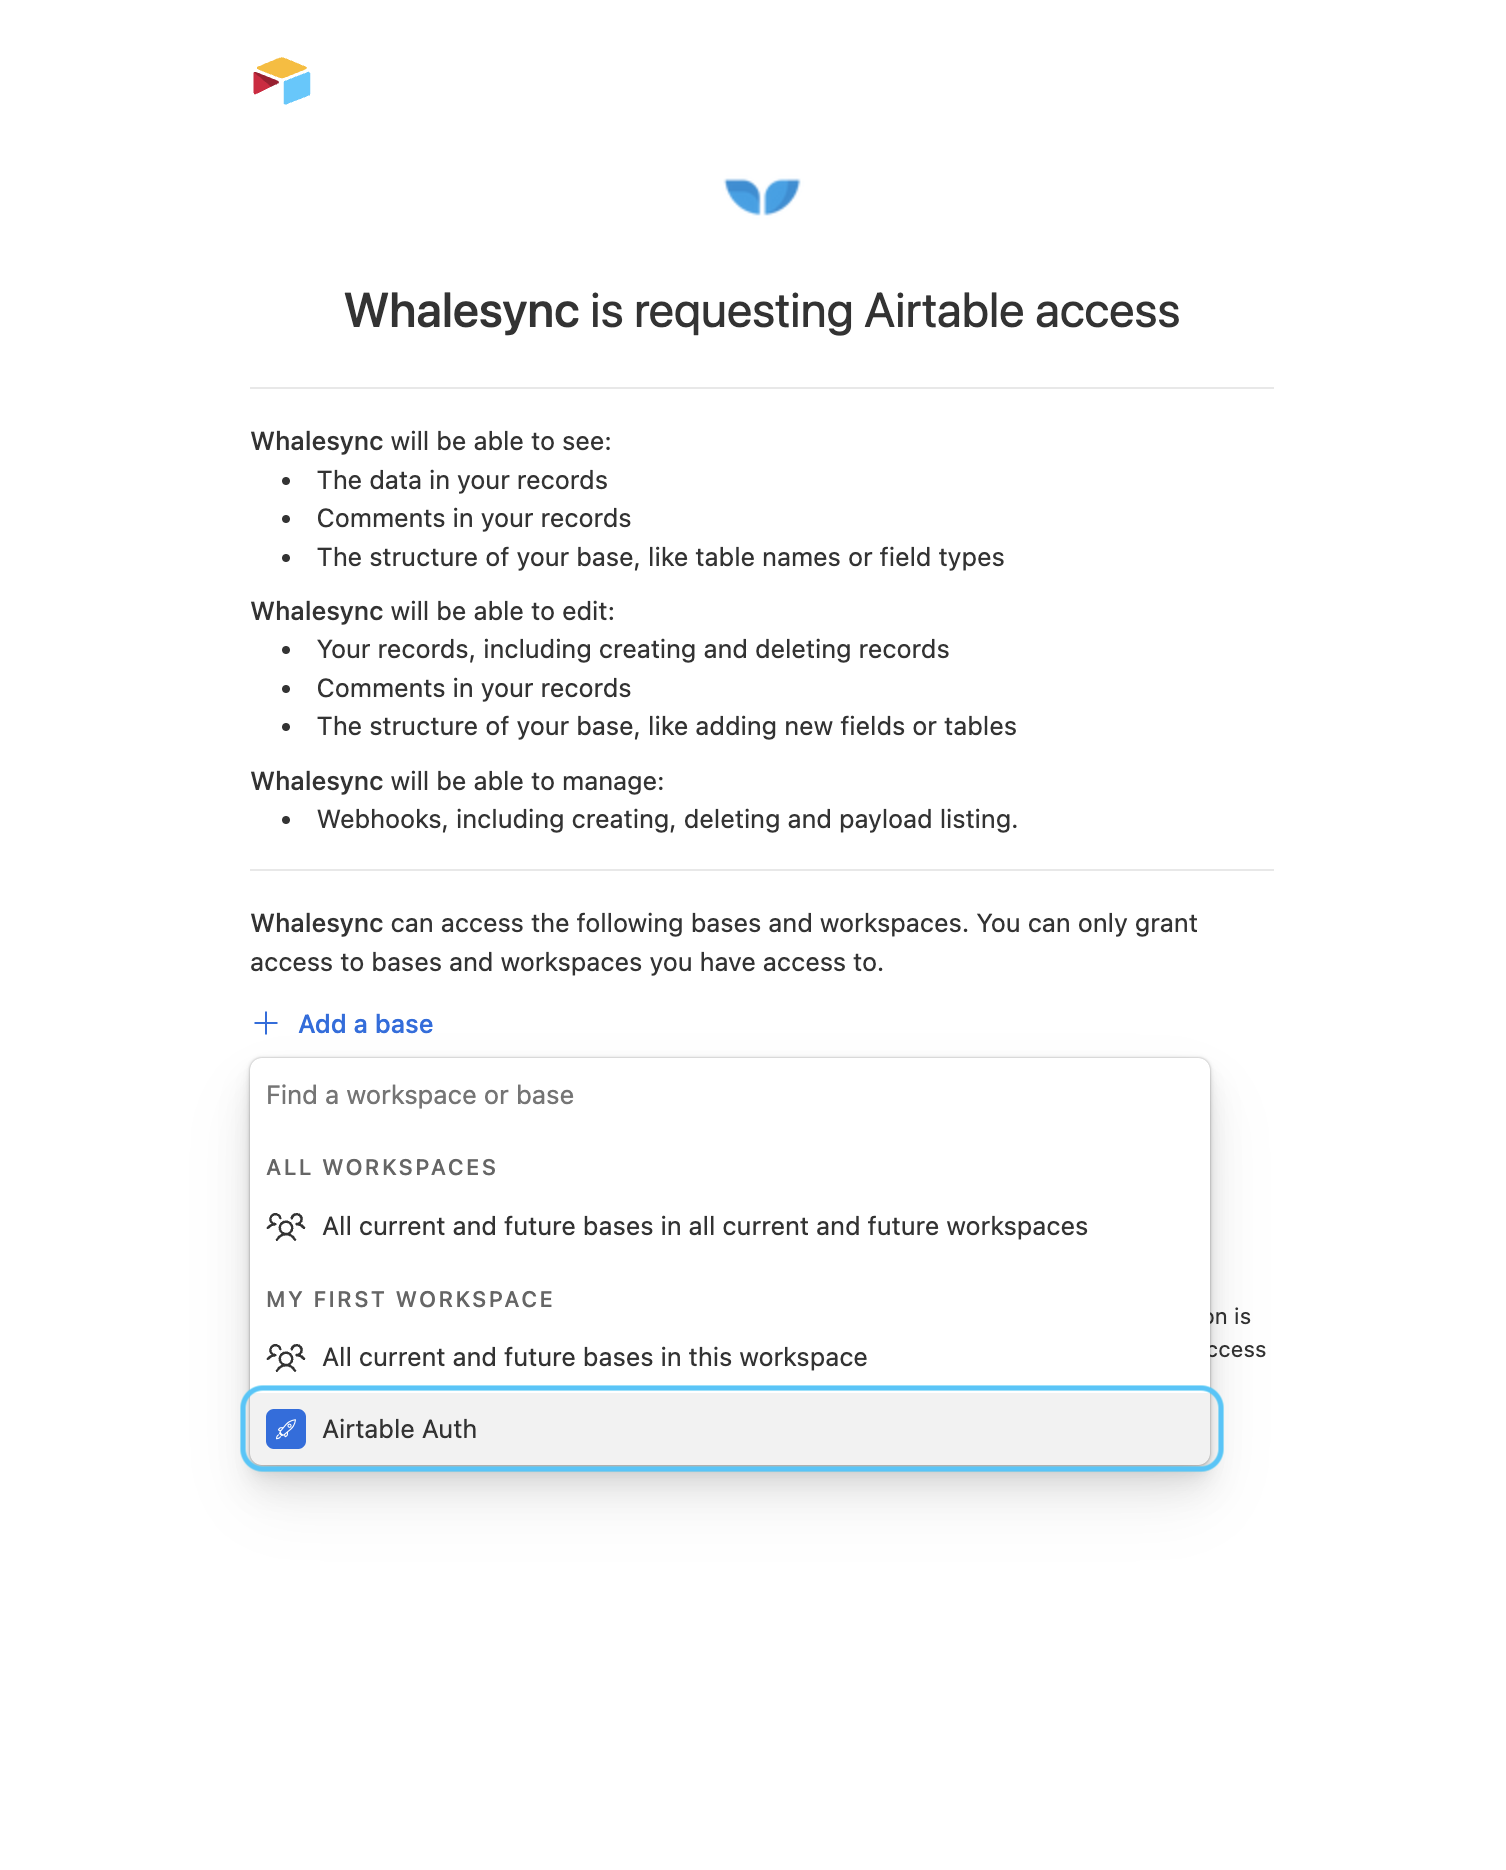 Whalesync is requesting Airtable access
Whalesync will be able to see:
• The data in your records
• Comments in your records
• The structure of your base, like table names or field types
Whalesync will be able to edit:
• Your records, including creating and deleting records
• Comments in your records
• The structure of your base, like adding new fields or tables
Whalesync will be able to manage:
• Webhooks, including creating, deleting and payload listing.
Whalesync can access the following bases and workspaces. You can only grant
access to bases and workspaces you have access to.
+ Add a base
Find a workspace or base
ALL WORKSPACES
All current and future bases in all current and future workspaces
MY FIRST WORKSPACE
is
All current and future bases in this workspace
Airtable Auth